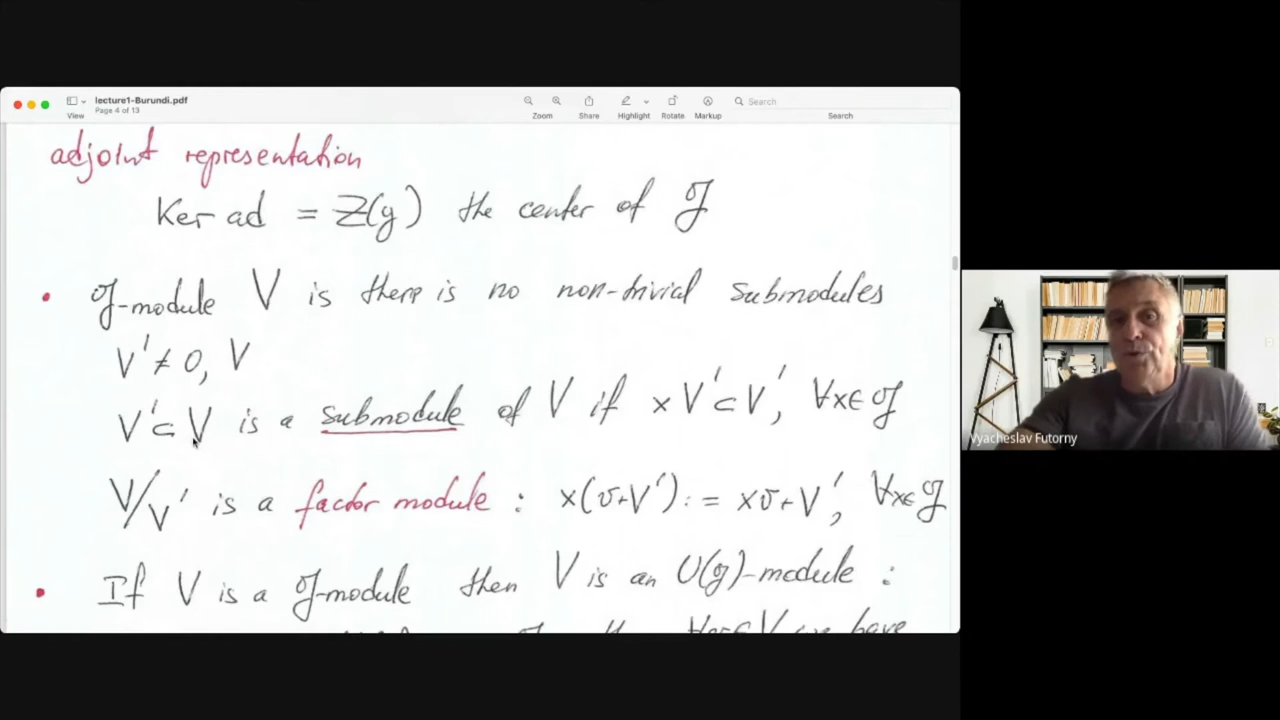 lecture1-Burundi.pdf
Page 4 of 13
View
Zoom
Share
Highlight
Rotate
Markup
Search
Search
adjoint representation
Ker ad = Z(g) the center of g
• g-module V is there is no non-trivial submodules
V' ≠ 0, V
V' ⊂ V is a submodule of V if x V' ⊂ V', ∀x∈ g
V/V' is a factor module : x(v+V') := xv+V', ∀x∈ g
• If V is a g-module then V is an U(g)-module :
we have
Vyacheslav Futorny